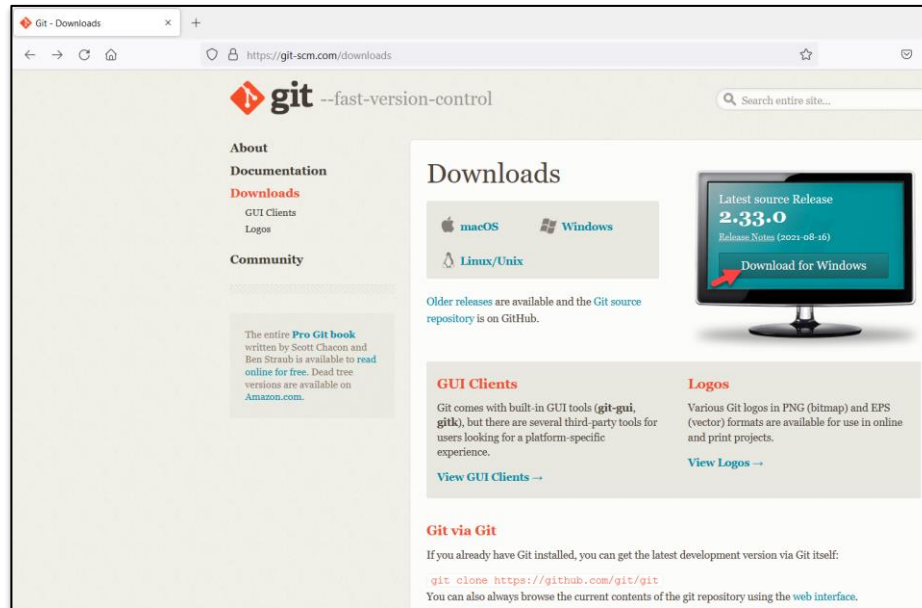 Git - Downloads
https://git-scm.com/downloads
git --fast-version-control
Search entire site...
About
Documentation
Downloads
GUI Clients
Logos
Community
The entire Pro Git book
written by Scott Chacon and
Ben Straub is available to read
online for free. Dead tree
versions are available on
Amazon.com.
Downloads
macOS
Windows
Linux/Unix
Older releases are available and the Git source
repository is on GitHub.
Latest source Release
2.33.0
Release Notes (2021-08-16)
Download for Windows
GUI Clients
Git comes with built-in GUI tools (git-gui,
gitk), but there are several third-party tools for
users looking for a platform-specific
experience.
View GUI Clients →
Logos
Various Git logos in PNG (bitmap) and EPS
(vector) formats are available for use in online
and print projects.
View Logos →
Git via Git
If you already have Git installed, you can get the latest development version via Git itself:
git clone https://github.com/git/git
You can also always browse the current contents of the git repository using the web interface.